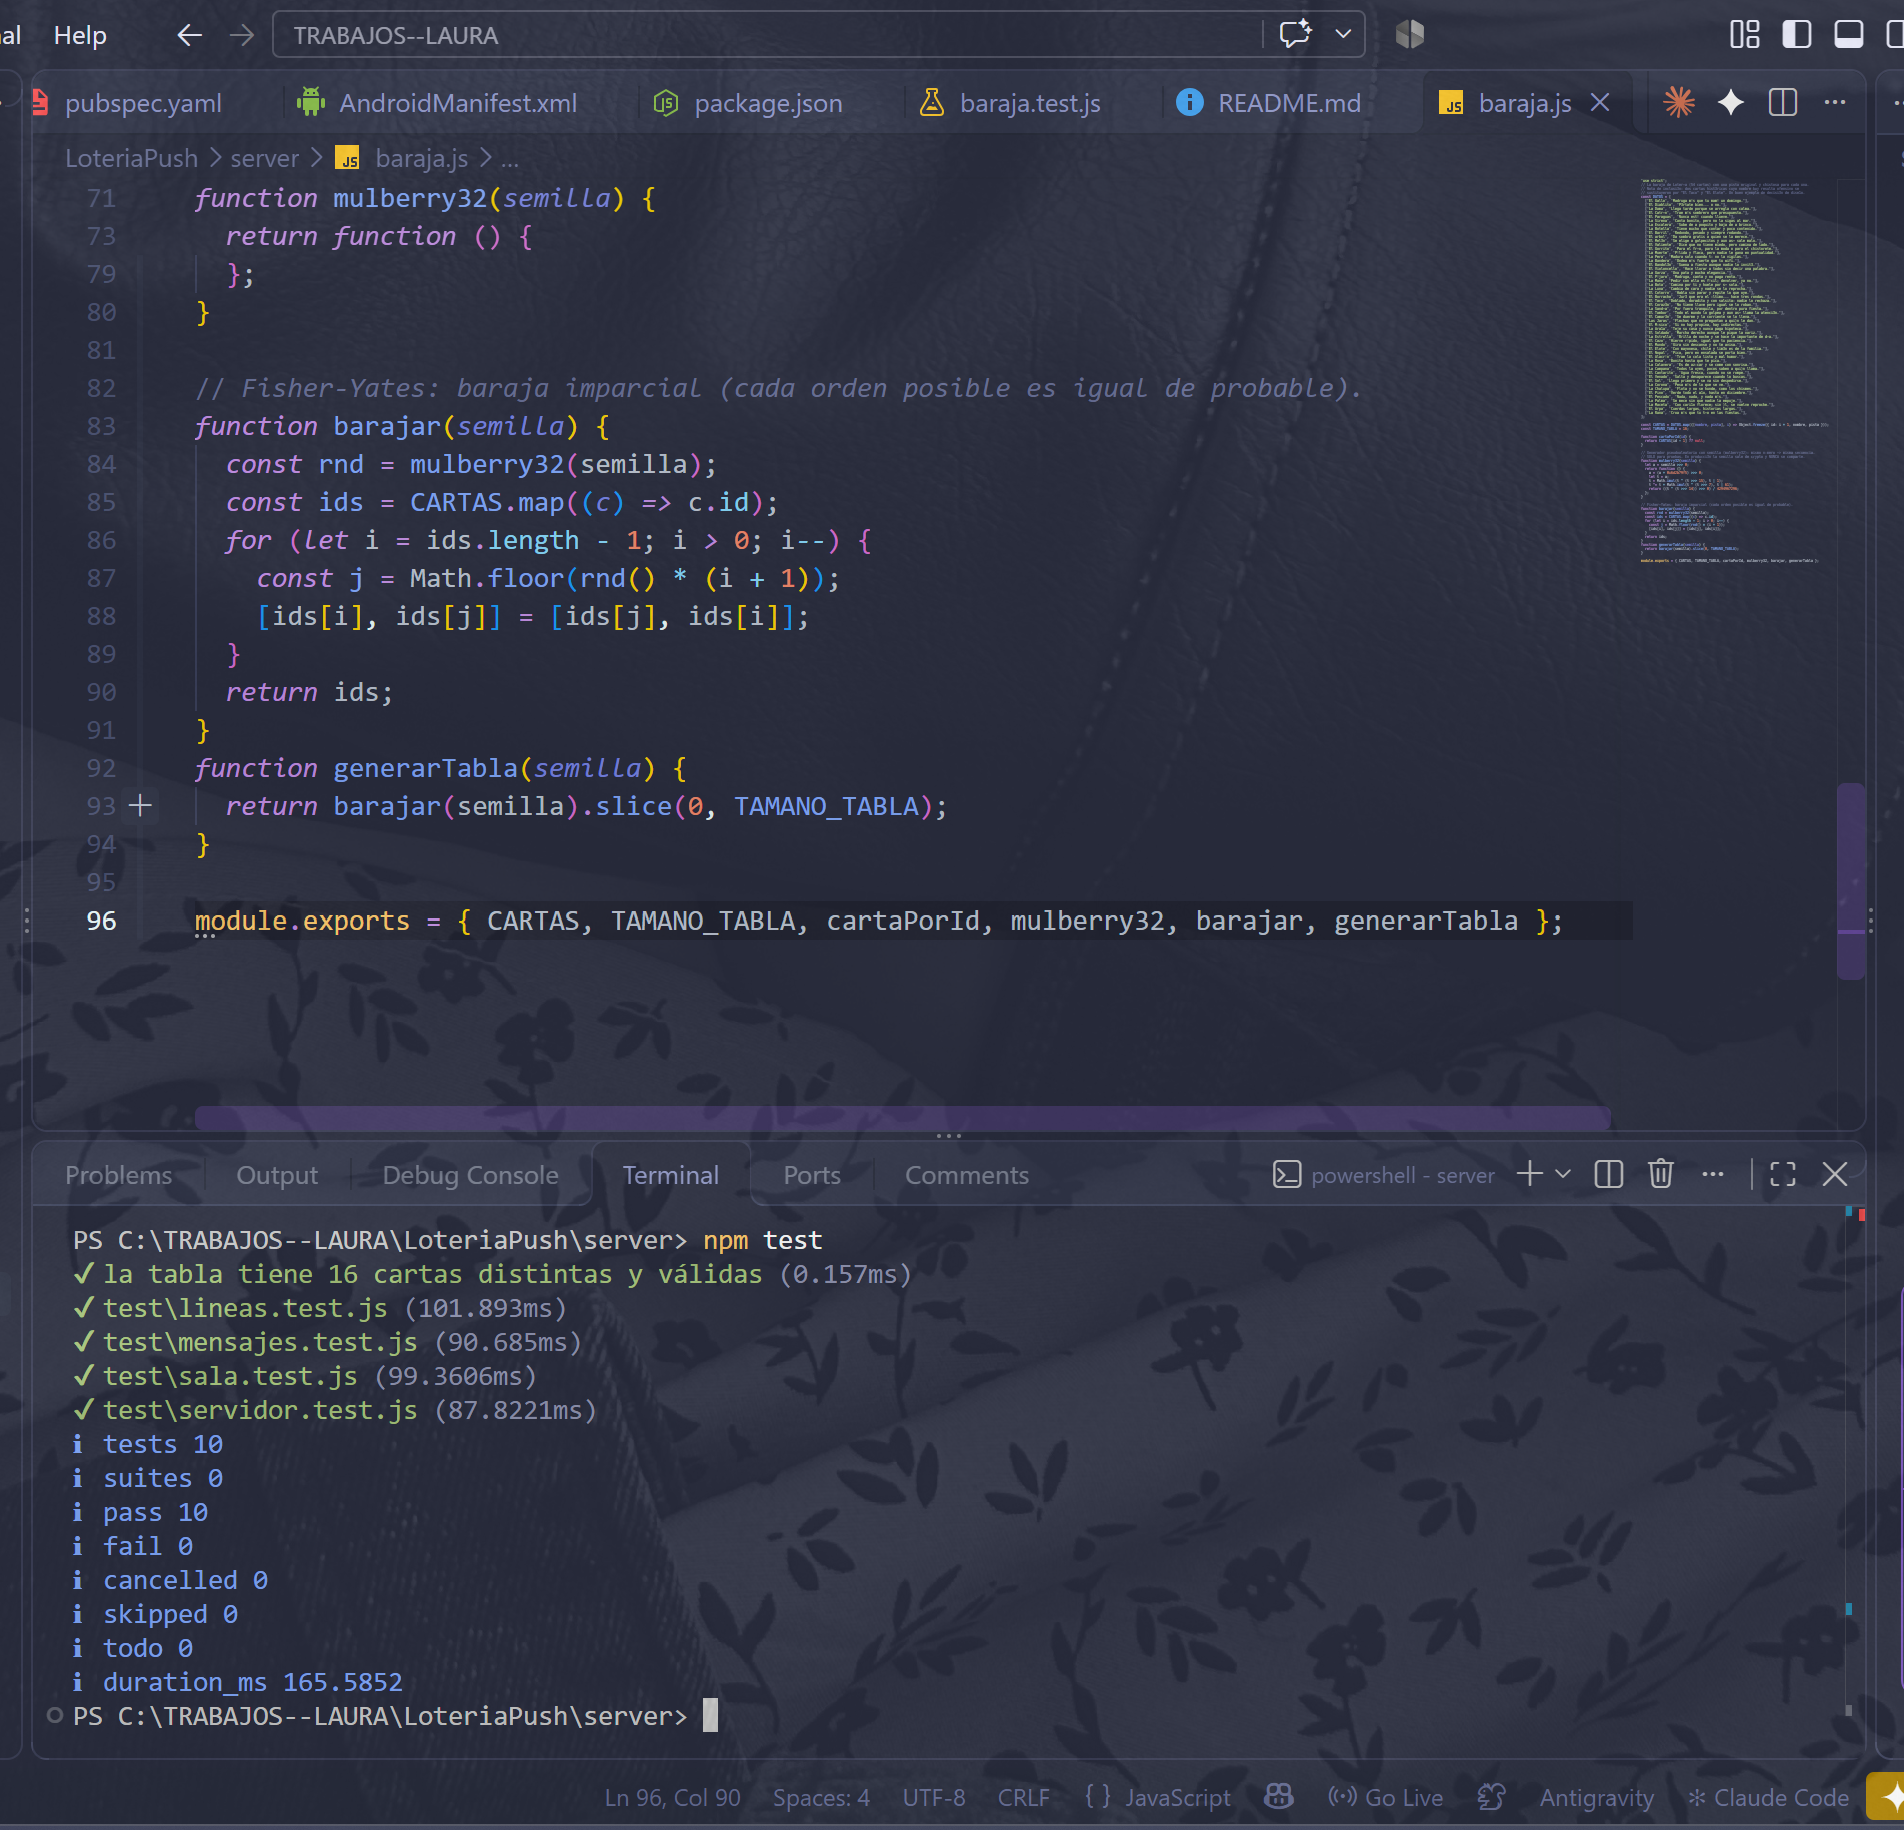 Help
TRABAJOS--LAURA
pubspec.yaml
AndroidManifest.xml
package.json
baraja.test.js
README.md
baraja.js
LoteriaPush > server > baraja.js > ...
71 function mulberry32(semilla) {
73 return function () {
79 };
80 }
81
82 // Fisher-Yates: baraja imparcial (cada orden posible es igual de probable).
83 function barajar(semilla) {
84 const rnd = mulberry32(semilla);
85 const ids = CARTAS.map((c) => c.id);
86 for (let i = ids.length - 1; i > 0; i--) {
87 const j = Math.floor(rnd() * (i + 1));
88 [ids[i], ids[j]] = [ids[j], ids[i]];
89 }
90 return ids;
91 }
92 function generarTabla(semilla) {
93 return barajar(semilla).slice(0, TAMANO_TABLA);
94 }
95
96 module.exports = { CARTAS, TAMANO_TABLA, cartaPorId, mulberry32, barajar, generarTabla };
Problems
Output
Debug Console
Terminal
Ports
Comments
powershell - server
PS C:\TRABAJOS--LAURA\LoteriaPush\server> npm test
✓ la tabla tiene 16 cartas distintas y válidas (0.157ms)
✓ test\lineas.test.js (101.893ms)
✓ test\mensajes.test.js (90.685ms)
✓ test\sala.test.js (99.3606ms)
✓ test\servidor.test.js (87.8221ms)
ℹ tests 10
ℹ suites 0
ℹ pass 10
ℹ fail 0
ℹ cancelled 0
ℹ skipped 0
ℹ todo 0
ℹ duration_ms 165.5852
PS C:\TRABAJOS--LAURA\LoteriaPush\server>
Ln 96, Col 90
Spaces: 4
UTF-8
CRLF
{ } JavaScript
Go Live
Antigravity
Claude Code